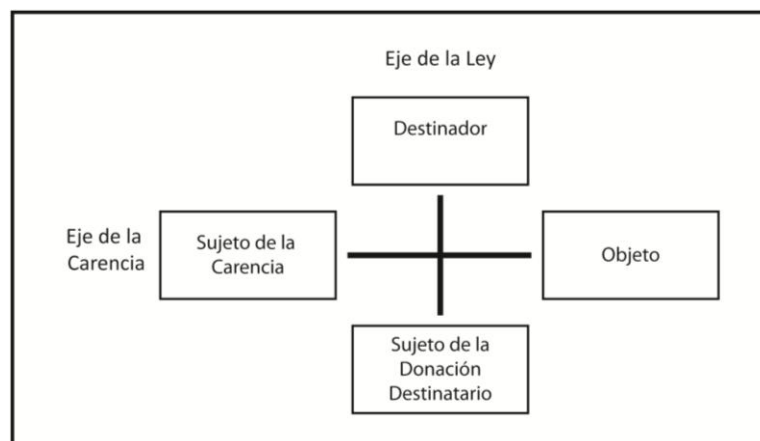 Eje de la Ley
Destinador
Eje de la
Carencia
Sujeto de la
Carencia
Objeto
Sujeto de la
Donación
Destinatario